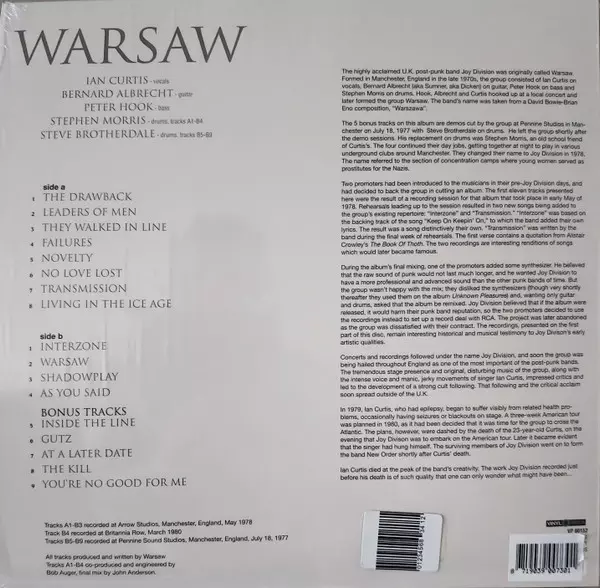 WARSAW
IAN CURTIS - vocals
BERNARD ALBRECHT - guitar
PETER HOOK - bass
STEPHEN MORRIS - drums, tracks A1-B4
STEVE BROTHERDALE - drums, tracks B5-B9
side a
1 THE DRAWBACK
2 LEADERS OF MEN
3 THEY WALKED IN LINE
4 FAILURES
5 NOVELTY
6 NO LOVE LOST
7 TRANSMISSION
8 LIVING IN THE ICE AGE
side b
1 INTERZONE
2 WARSAW
3 SHADOWPLAY
4 AS YOU SAID
BONUS TRACKS
5 INSIDE THE LINE
6 GUTZ
7 AT A LATER DATE
8 THE KILL
9 YOU'RE NO GOOD FOR ME
Tracks A1-B3 recorded at Arrow Studios, Manchester, England, May 1978
Track B4 recorded at Britannia Row, March 1980
Tracks B5-B9 recorded at Pennine Sound Studios, Manchester, England, July 18, 1977
All tracks produced and written by Warsaw
Tracks A1-B4 co-produced and engineered by
Bob Auger, final mix by John Anderson.
The highly acclaimed U.K. post-punk band Joy Division was originally called Warsaw.
Formed in Manchester, England in the late 1970s, the group consisted of Ian Curtis on
vocals, Bernard Albrecht (aka Sumner, aka Dicken) on guitar, Peter Hook on bass and
Stephen Morris on drums. Hook, Albrecht and Curtis hooked up at a local concert and
later formed the group Warsaw. The band's name was taken from a David Bowie-Brian
Eno composition, "Warszawa".
The 5 bonus tracks on this album are demos cut by the group at Pennine Studios in Man-
chester on July 18, 1977 with Steve Brotherdale on drums. He left the group shortly after
the demo sessions. His replacement on drums was Stephen Morris, an old school friend
of Curtis's. The four continued their day jobs, getting together at night to play in various
underground clubs around Manchester. They changed their name to Joy Division in 1978.
The name referred to the section of concentration camps where young women served as
prostitutes for the Nazis.
Two promoters had been introduced to the musicians in their pre-Joy Division days, and
had decided to back the group in cutting an album. The first eleven tracks presented
here were the result of a recording session for that album that took place in early May of
1978. Rehearsals leading up to the session resulted in two new songs being added to
the group's existing repertoire: "Interzone" and "Transmission." "Interzone" was based on
the backing track of the song "Keep On Keepin' On," to which the band added their own
lyrics. The result was a song distinctively their own. "Transmission" was written by the
band during the final week of rehearsals. The first verse contains a quotation from Alistair
Crowley's The Book Of Thoth. The two recordings are interesting renditions of songs
which would later became famous.
During the album's final mixing, one of the promoters added some synthesizer. He believed
that the raw sound of punk would not last much longer, and he wanted Joy Division to
have a more professional and advanced sound than the other punk bands of time. But
the group wasn't happy with the mix; they disliked the synthesizers (though very shortly
thereafter they used them on the album Unknown Pleasures) and, wanting only guitar
and drums, asked that the album be remixed. Joy Division believed that if the album were
released, it would harm their punk band reputation, so the two promoters decided to use
the recordings instead to set up a record deal with RCA. The project was later abandoned
as the group was dissatisfied with their contract. The recordings, presented on the first
part of this disc, remain interesting historical and musical testimony to Joy Divison's early
artistic qualities.
Concerts and recordings followed under the name Joy Division, and soon the group was
being hailed throughout England as one of the most important of the post-punk bands.
The tremendous stage presence and original, disturbing music of the group, along with
the intense voice and manic, jerky movements of singer Ian Curtis, impressed critics and
led to the development of a strong cult following. That following and the critical acclaim
soon spread outside of the U.K.
In 1979, Ian Curtis, who had epilepsy, began to suffer visibly from related health pro-
blems, occasionally having seizures or blackouts on stage. A three-week American tour
was planned in 1980, as it had been decided that it was time for the group to cross the
Atlantic. The plans, however, were dashed by the death of the 23-year-old Curtis, on the
evening that Joy Divison was to embark on the American tour. Later it became evident
that the singer had hung himself. The surviving members of Joy Division went on to form
the band New Order shortly after Curtis' death.
Ian Curtis died at the peak of the band's creativity. The work Joy Division recorded just
before his death is of such quality that one can only wonder what might have been...
VINYL
8 719039 007301